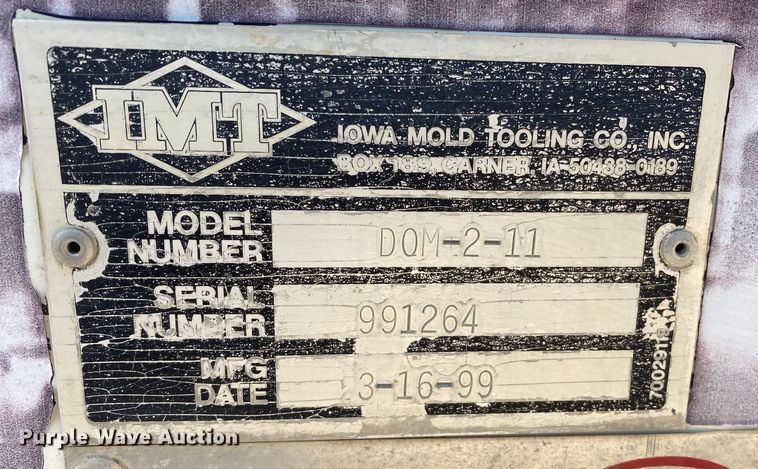 IMT
IOWA MOLD TOOLING CO., INC.
BOX 189, GARNER, IA 50438-0189
MODEL NUMBER DOM-2-11
SERIAL NUMBER 991264
MFG DATE 3-16-99
Purple Wave Auction